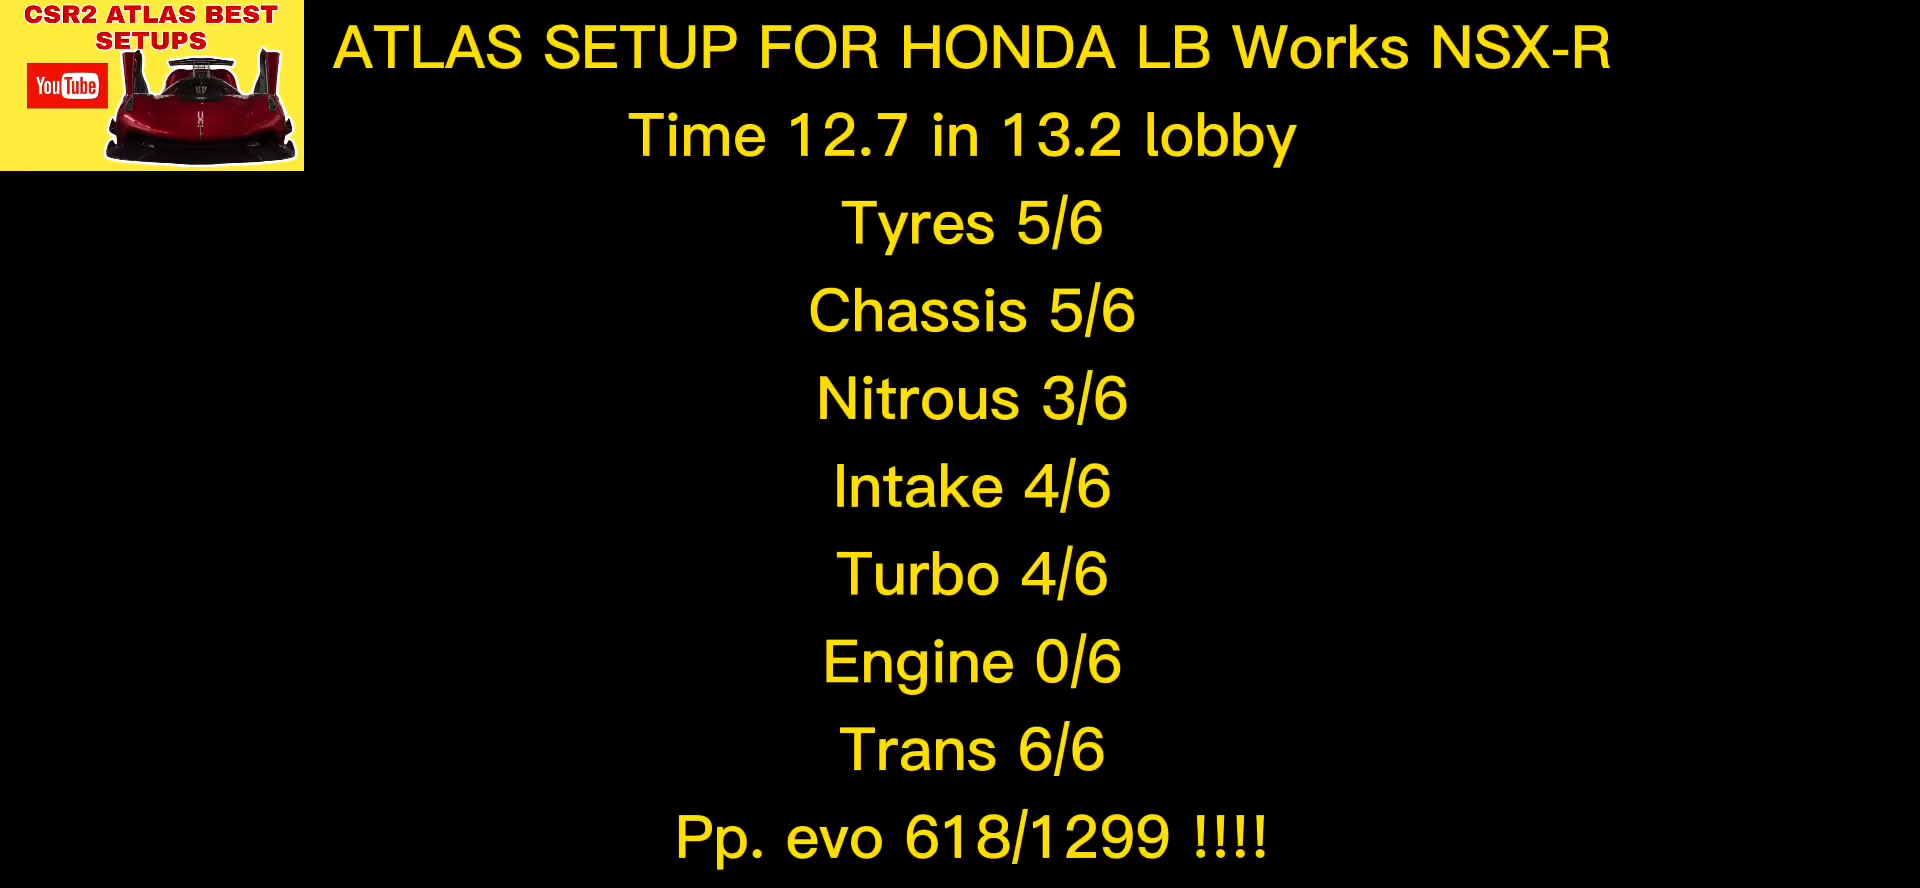 CSR2 ATLAS BEST
SETUPS
YouTube
ATLAS SETUP FOR HONDA LB Works NSX-R
Time 12.7 in 13.2 lobby
Tyres 5/6
Chassis 5/6
Nitrous 3/6
Intake 4/6
Turbo 4/6
Engine 0/6
Trans 6/6
Pp. evo 618/1299 !!!!